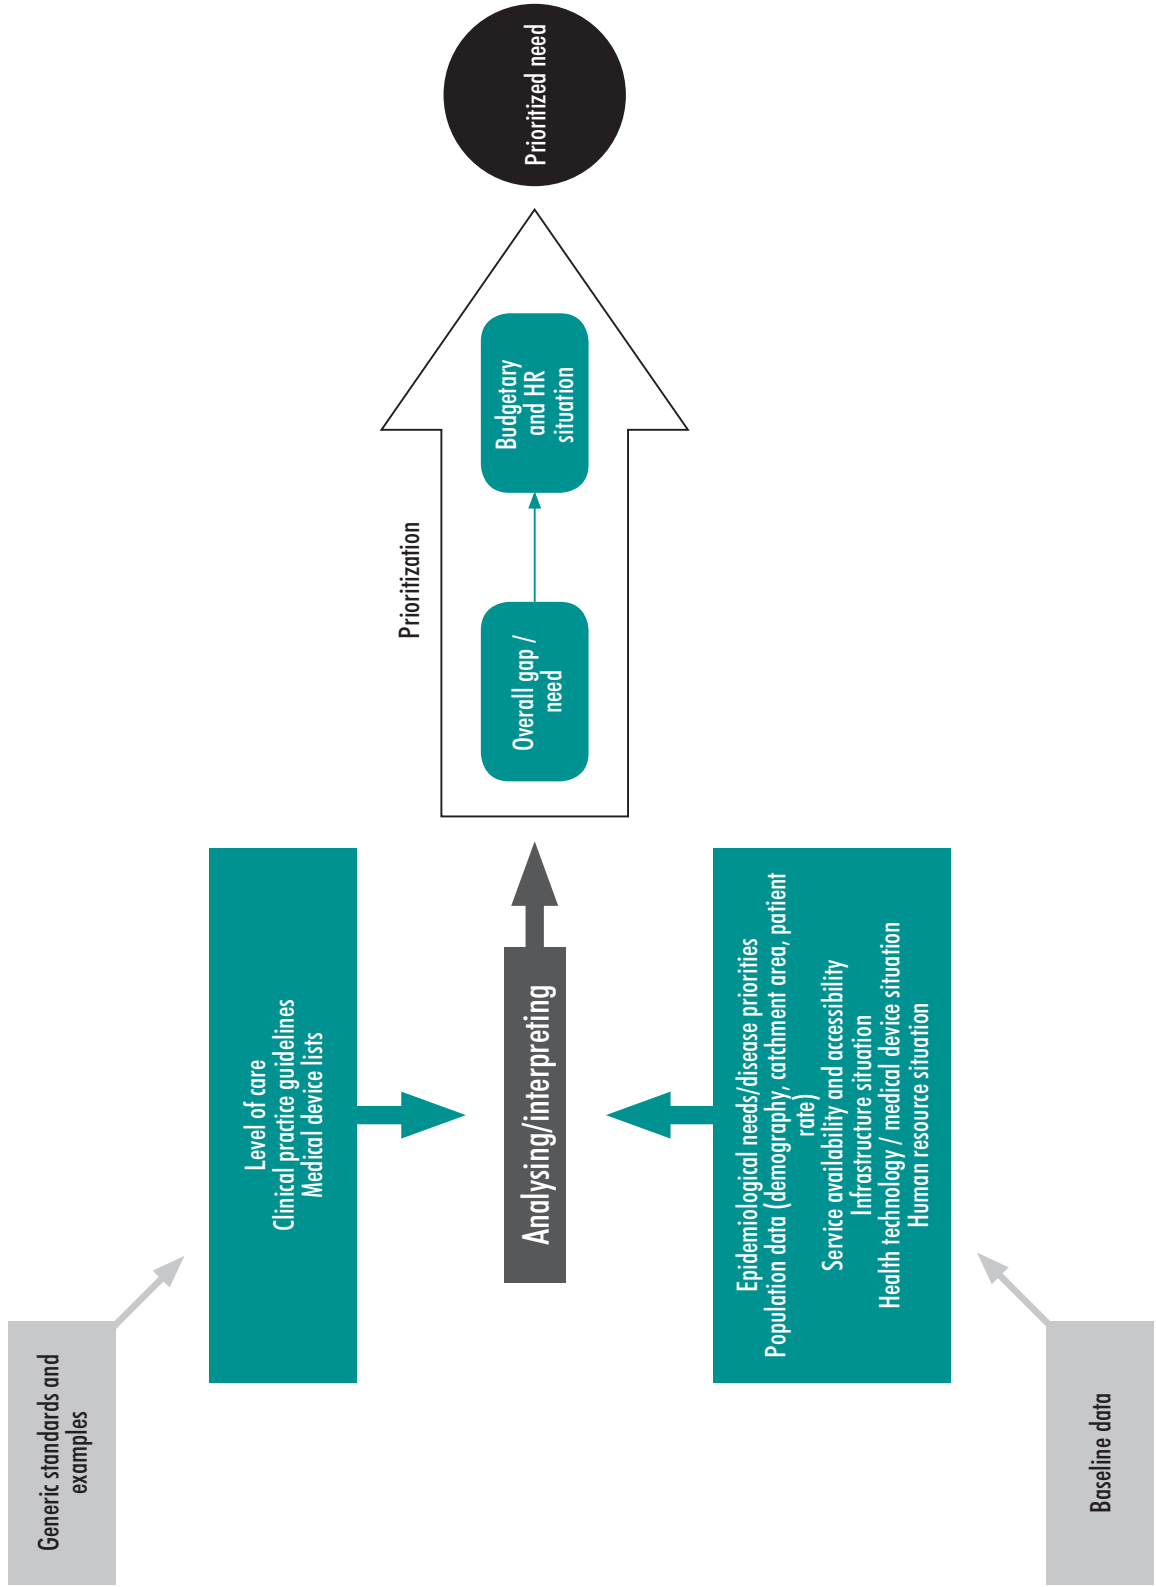 Generic standards and
examples
Level of care
Clinical practice guidelines
Medical device lists
Analysing/interpreting
Prioritization
Overall gap /
need
Budgetary
and HR
situation
Prioritized need
Epidemiological needs/disease priorities
Population data (demography, catchment area, patient
rate)
Service availability and accessibility
Infrastructure situation
Health technology / medical device situation
Human resource situation
Baseline data